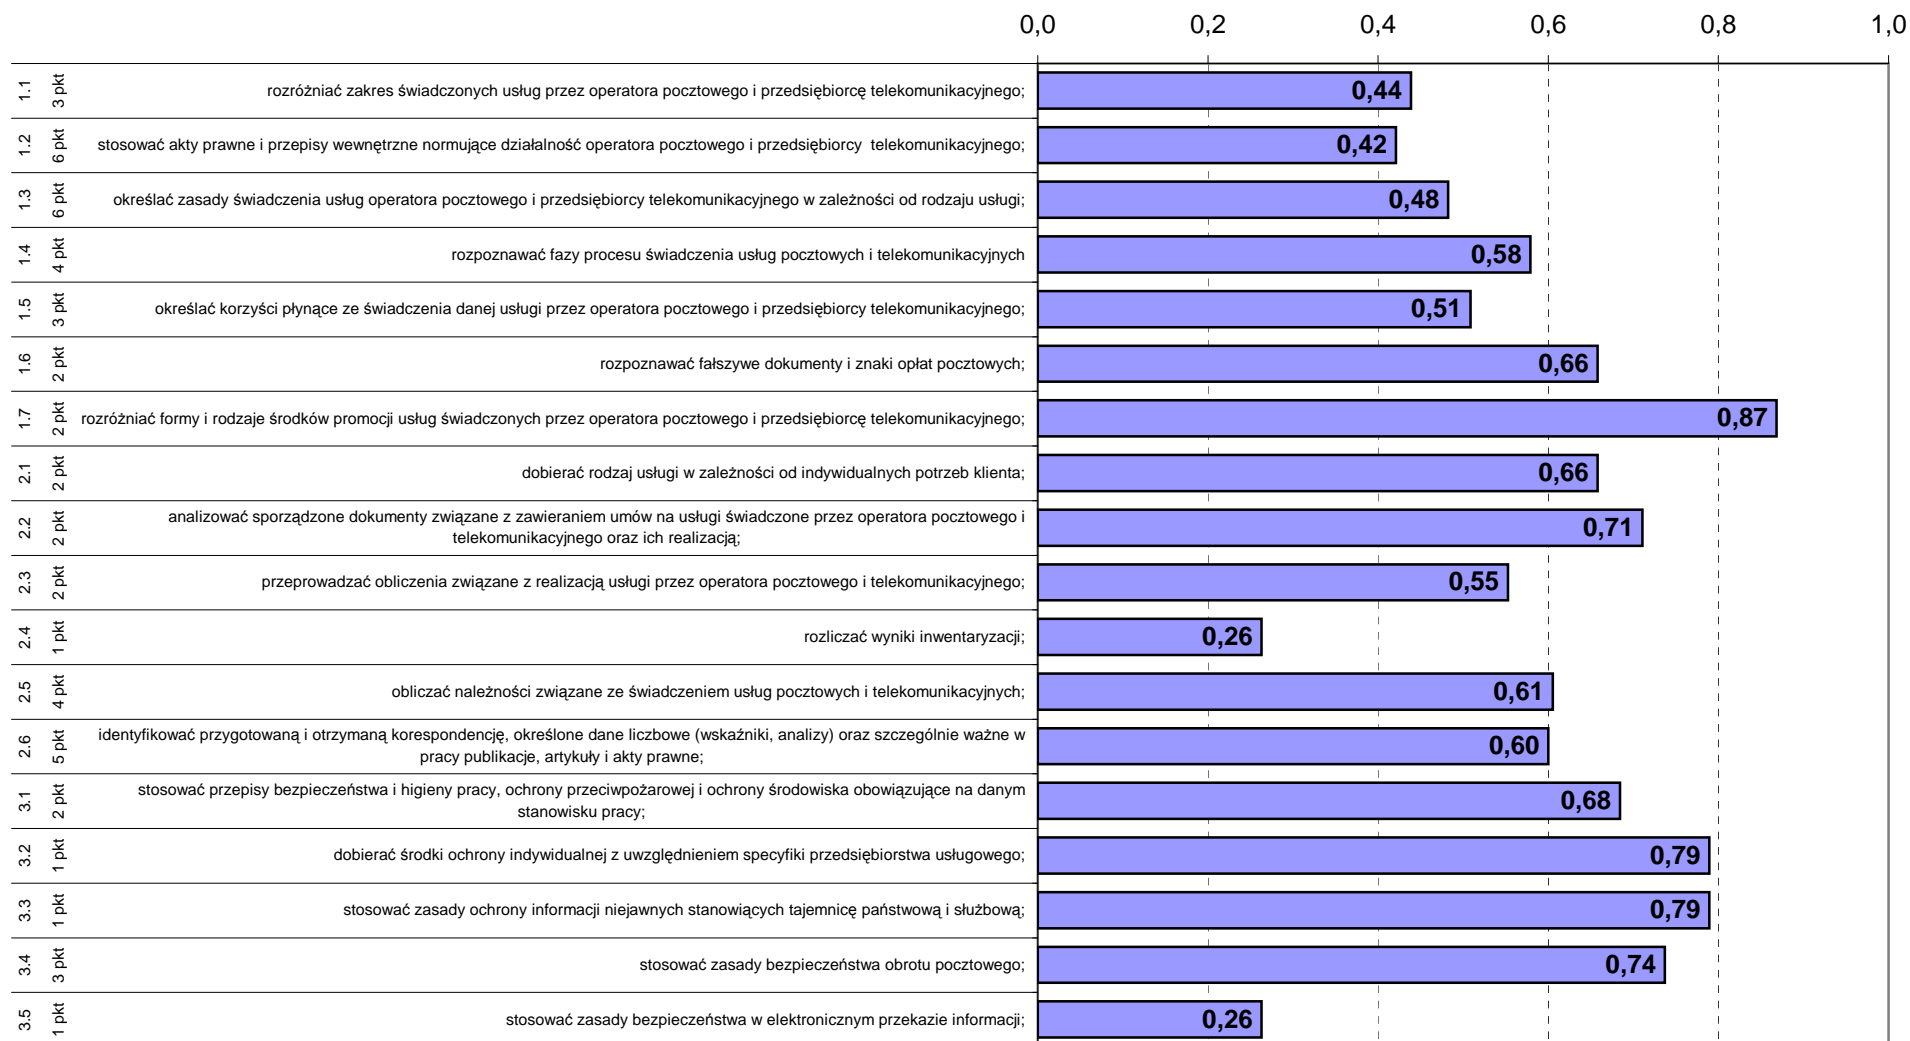 0,0 0,2 0,4 0,6 0,8 1,0
1.1 3 pkt rozróżniać zakres świadczonych usług przez operatora pocztowego i przedsiębiorcę telekomunikacyjnego; 0,44
1.2 6 pkt stosować akty prawne i przepisy wewnętrzne normujące działalność operatora pocztowego i przedsiębiorcy telekomunikacyjnego; 0,42
1.3 6 pkt określać zasady świadczenia usług operatora pocztowego i przedsiębiorcy telekomunikacyjnego w zależności od rodzaju usługi; 0,48
1.4 4 pkt rozpoznawać fazy procesu świadczenia usług pocztowych i telekomunikacyjnych 0,58
1.5 3 pkt określać korzyści płynące ze świadczenia danej usługi przez operatora pocztowego i przedsiębiorcy telekomunikacyjnego; 0,51
1.6 2 pkt rozpoznawać fałszywe dokumenty i znaki opłat pocztowych; 0,66
1.7 2 pkt rozróżniać formy i rodzaje środków promocji usług świadczonych przez operatora pocztowego i przedsiębiorcę telekomunikacyjnego; 0,87
2.1 2 pkt dobierać rodzaj usługi w zależności od indywidualnych potrzeb klienta; 0,66
2.2 2 pkt analizować sporządzone dokumenty związane z zawieraniem umów na usługi świadczone przez operatora pocztowego i
telekomunikacyjnego oraz ich realizacją; 0,71
2.3 2 pkt przeprowadzać obliczenia związane z realizacją usługi przez operatora pocztowego i telekomunikacyjnego; 0,55
2.4 1 pkt rozliczać wyniki inwentaryzacji; 0,26
2.5 4 pkt obliczać należności związane ze świadczeniem usług pocztowych i telekomunikacyjnych; 0,61
2.6 5 pkt identyfikować przygotowaną i otrzymaną korespondencję, określone dane liczbowe (wskaźniki, analizy) oraz szczególnie ważne w
pracy publikacje, artykuły i akty prawne; 0,60
3.1 2 pkt stosować przepisy bezpieczeństwa i higieny pracy, ochrony przeciwpożarowej i ochrony środowiska obowiązujące na danym
stanowisku pracy; 0,68
3.2 1 pkt dobierać środki ochrony indywidualnej z uwzględnieniem specyfiki przedsiębiorstwa usługowego; 0,79
3.3 1 pkt stosować zasady ochrony informacji niejawnych stanowiących tajemnicę państwową i służbową; 0,79
3.4 3 pkt stosować zasady bezpieczeństwa obrotu pocztowego; 0,74
3.5 1 pkt stosować zasady bezpieczeństwa w elektronicznym przekazie informacji; 0,26